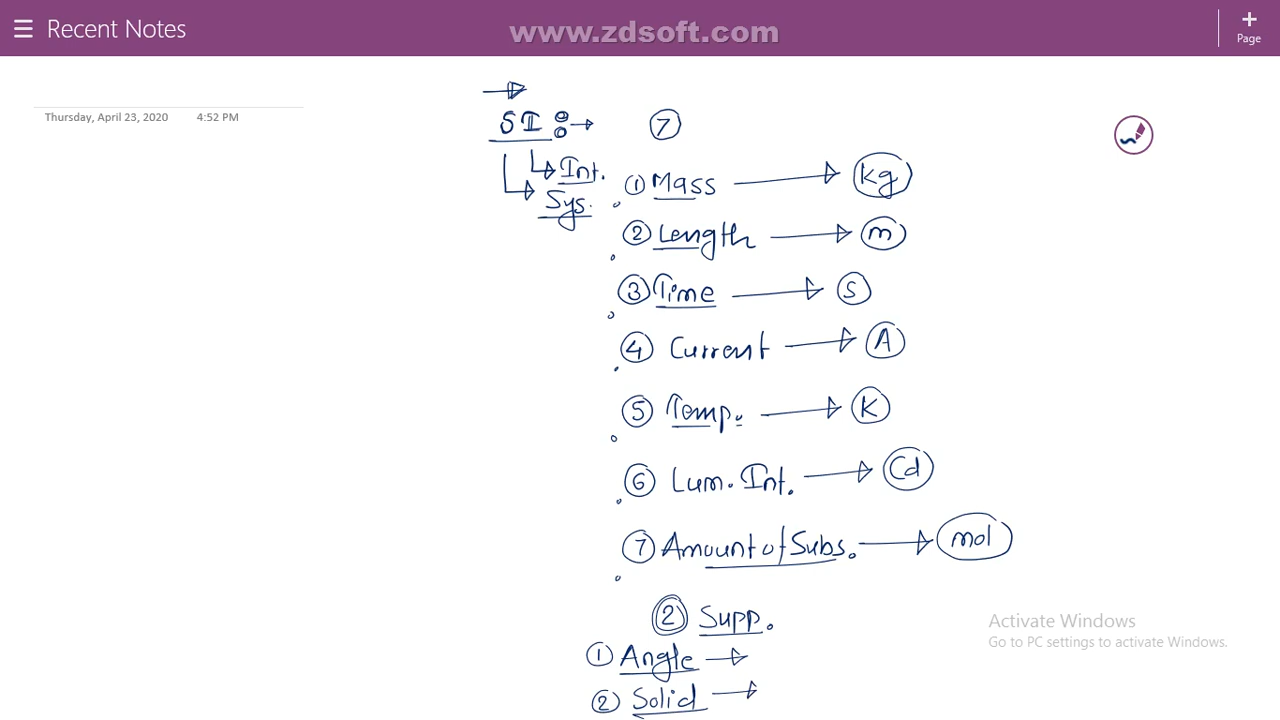 Recent Notes
www.zdsoft.com
Page
Thursday, April 23, 2020 4:52 PM
SI 7
Int.
Sys.
1 Mass kg
2 Length m
3 Time s
4 Current A
5 Temp. K
6 Lum. Int. Cd
7 Amount of Subs. mol
2 Supp.
1 Angle
2 Solid
Activate Windows
Go to PC settings to activate Windows.